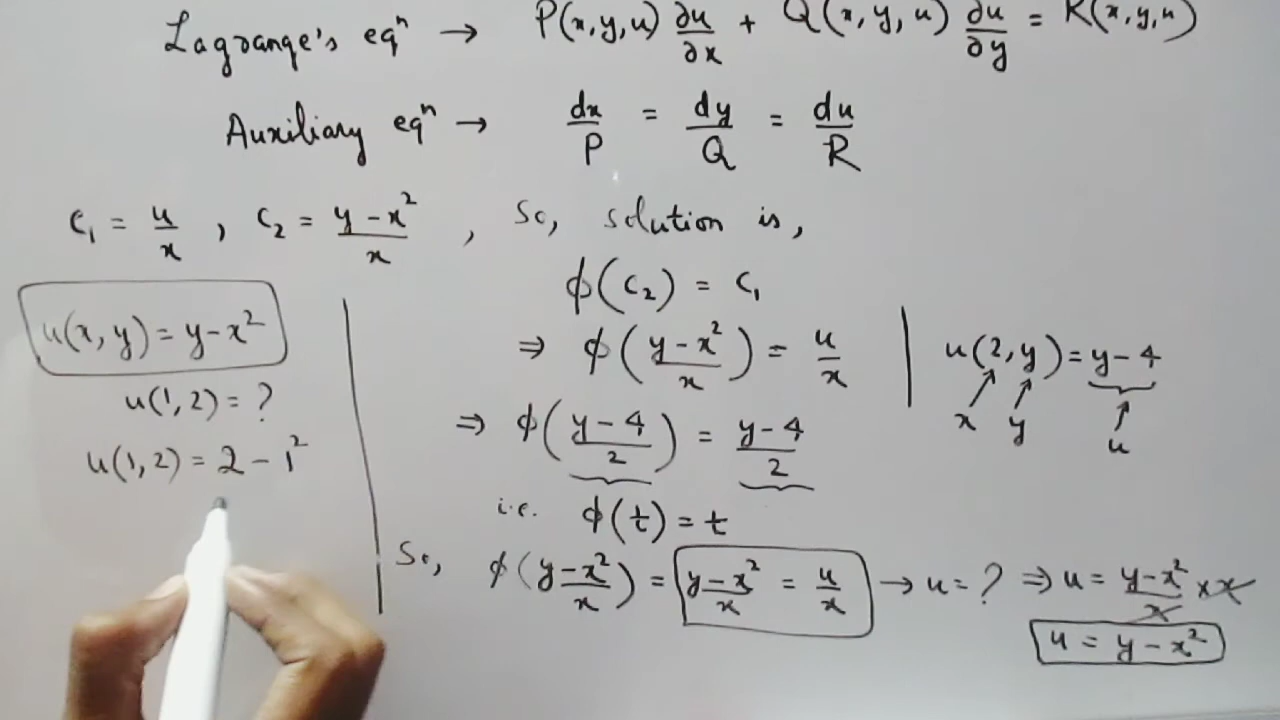 Lagrange's eqⁿ → P(x,y,u) ∂u/∂x + Q(x,y,u) ∂u/∂y = R(x,y,u)
Auxiliary eqⁿ → dx/P = dy/Q = du/R
c₁ = u/x , c₂ = (y-x²)/x , So, solution is,
ϕ(c₂) = c₁
⇒ ϕ((y-x²)/x) = u/x
⇒ ϕ((y-4)/2) = (y-4)/2
i.e. ϕ(t) = t
So, ϕ((y-x²)/x) = (y-x²)/x = u/x → u = ? ⇒ u = (y-x²)/x × x
u = y-x²
u(x,y) = y-x²
u(1,2) = ?
u(1,2) = 2-1²
u(2,y) = y-4
x y u